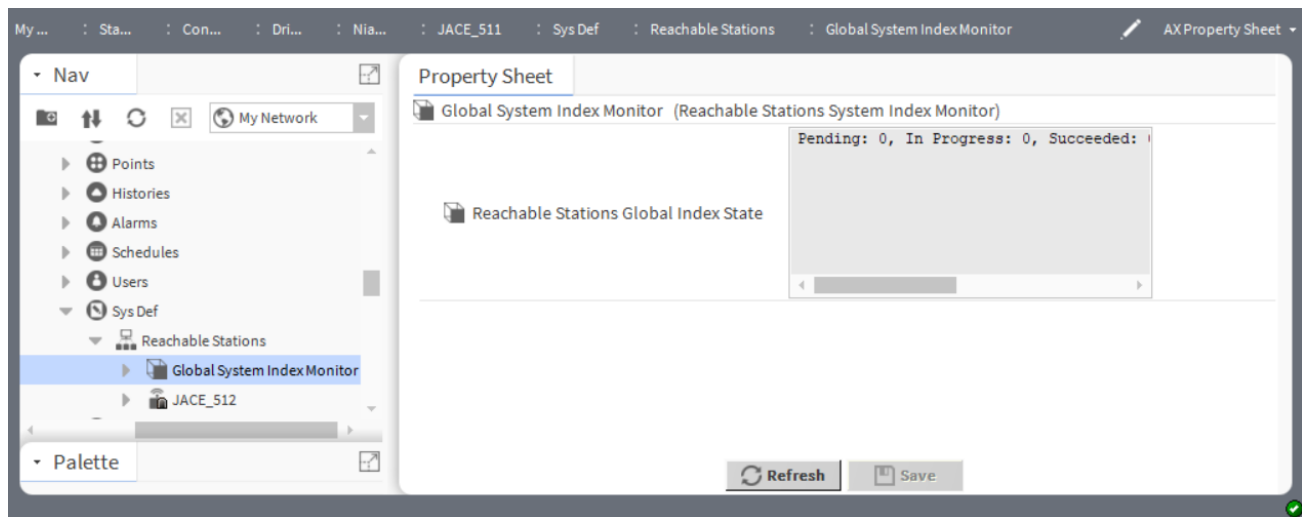 My ... : Sta... : Con... : Dri... : Nia... : JACE_511 : Sys Def : Reachable Stations : Global System Index Monitor AX Property Sheet
Nav
My Network
Points
Histories
Alarms
Schedules
Users
Sys Def
Reachable Stations
Global System Index Monitor
JACE_512
Palette
Property Sheet
Global System Index Monitor (Reachable Stations System Index Monitor)
Reachable Stations Global Index State
Pending: 0, In Progress: 0, Succeeded:
Refresh
Save